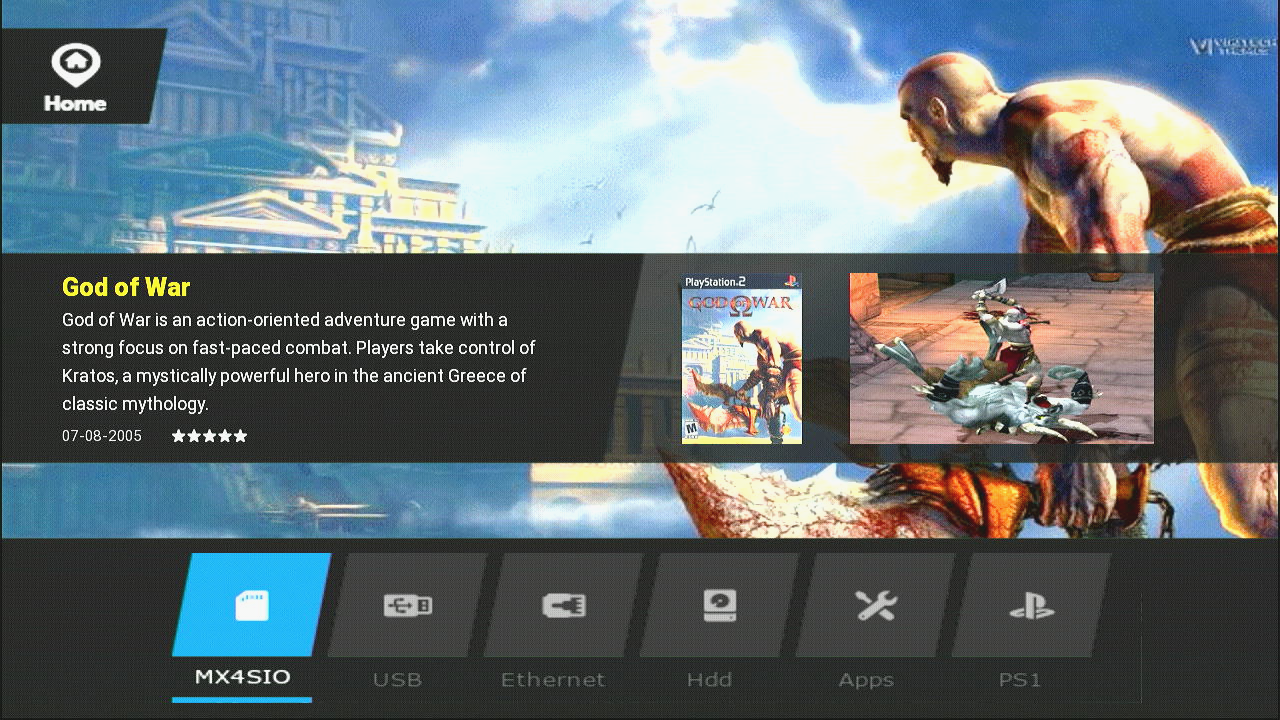 Home
VIRTECH
THEMES
God of War
God of War is an action-oriented adventure game with a
strong focus on fast-paced combat. Players take control of
Kratos, a mystically powerful hero in the ancient Greece of
classic mythology.
07-08-2005
PlayStation.2
GOD OF WAR
M
MX4SIO
USB
Ethernet
Hdd
Apps
PS1